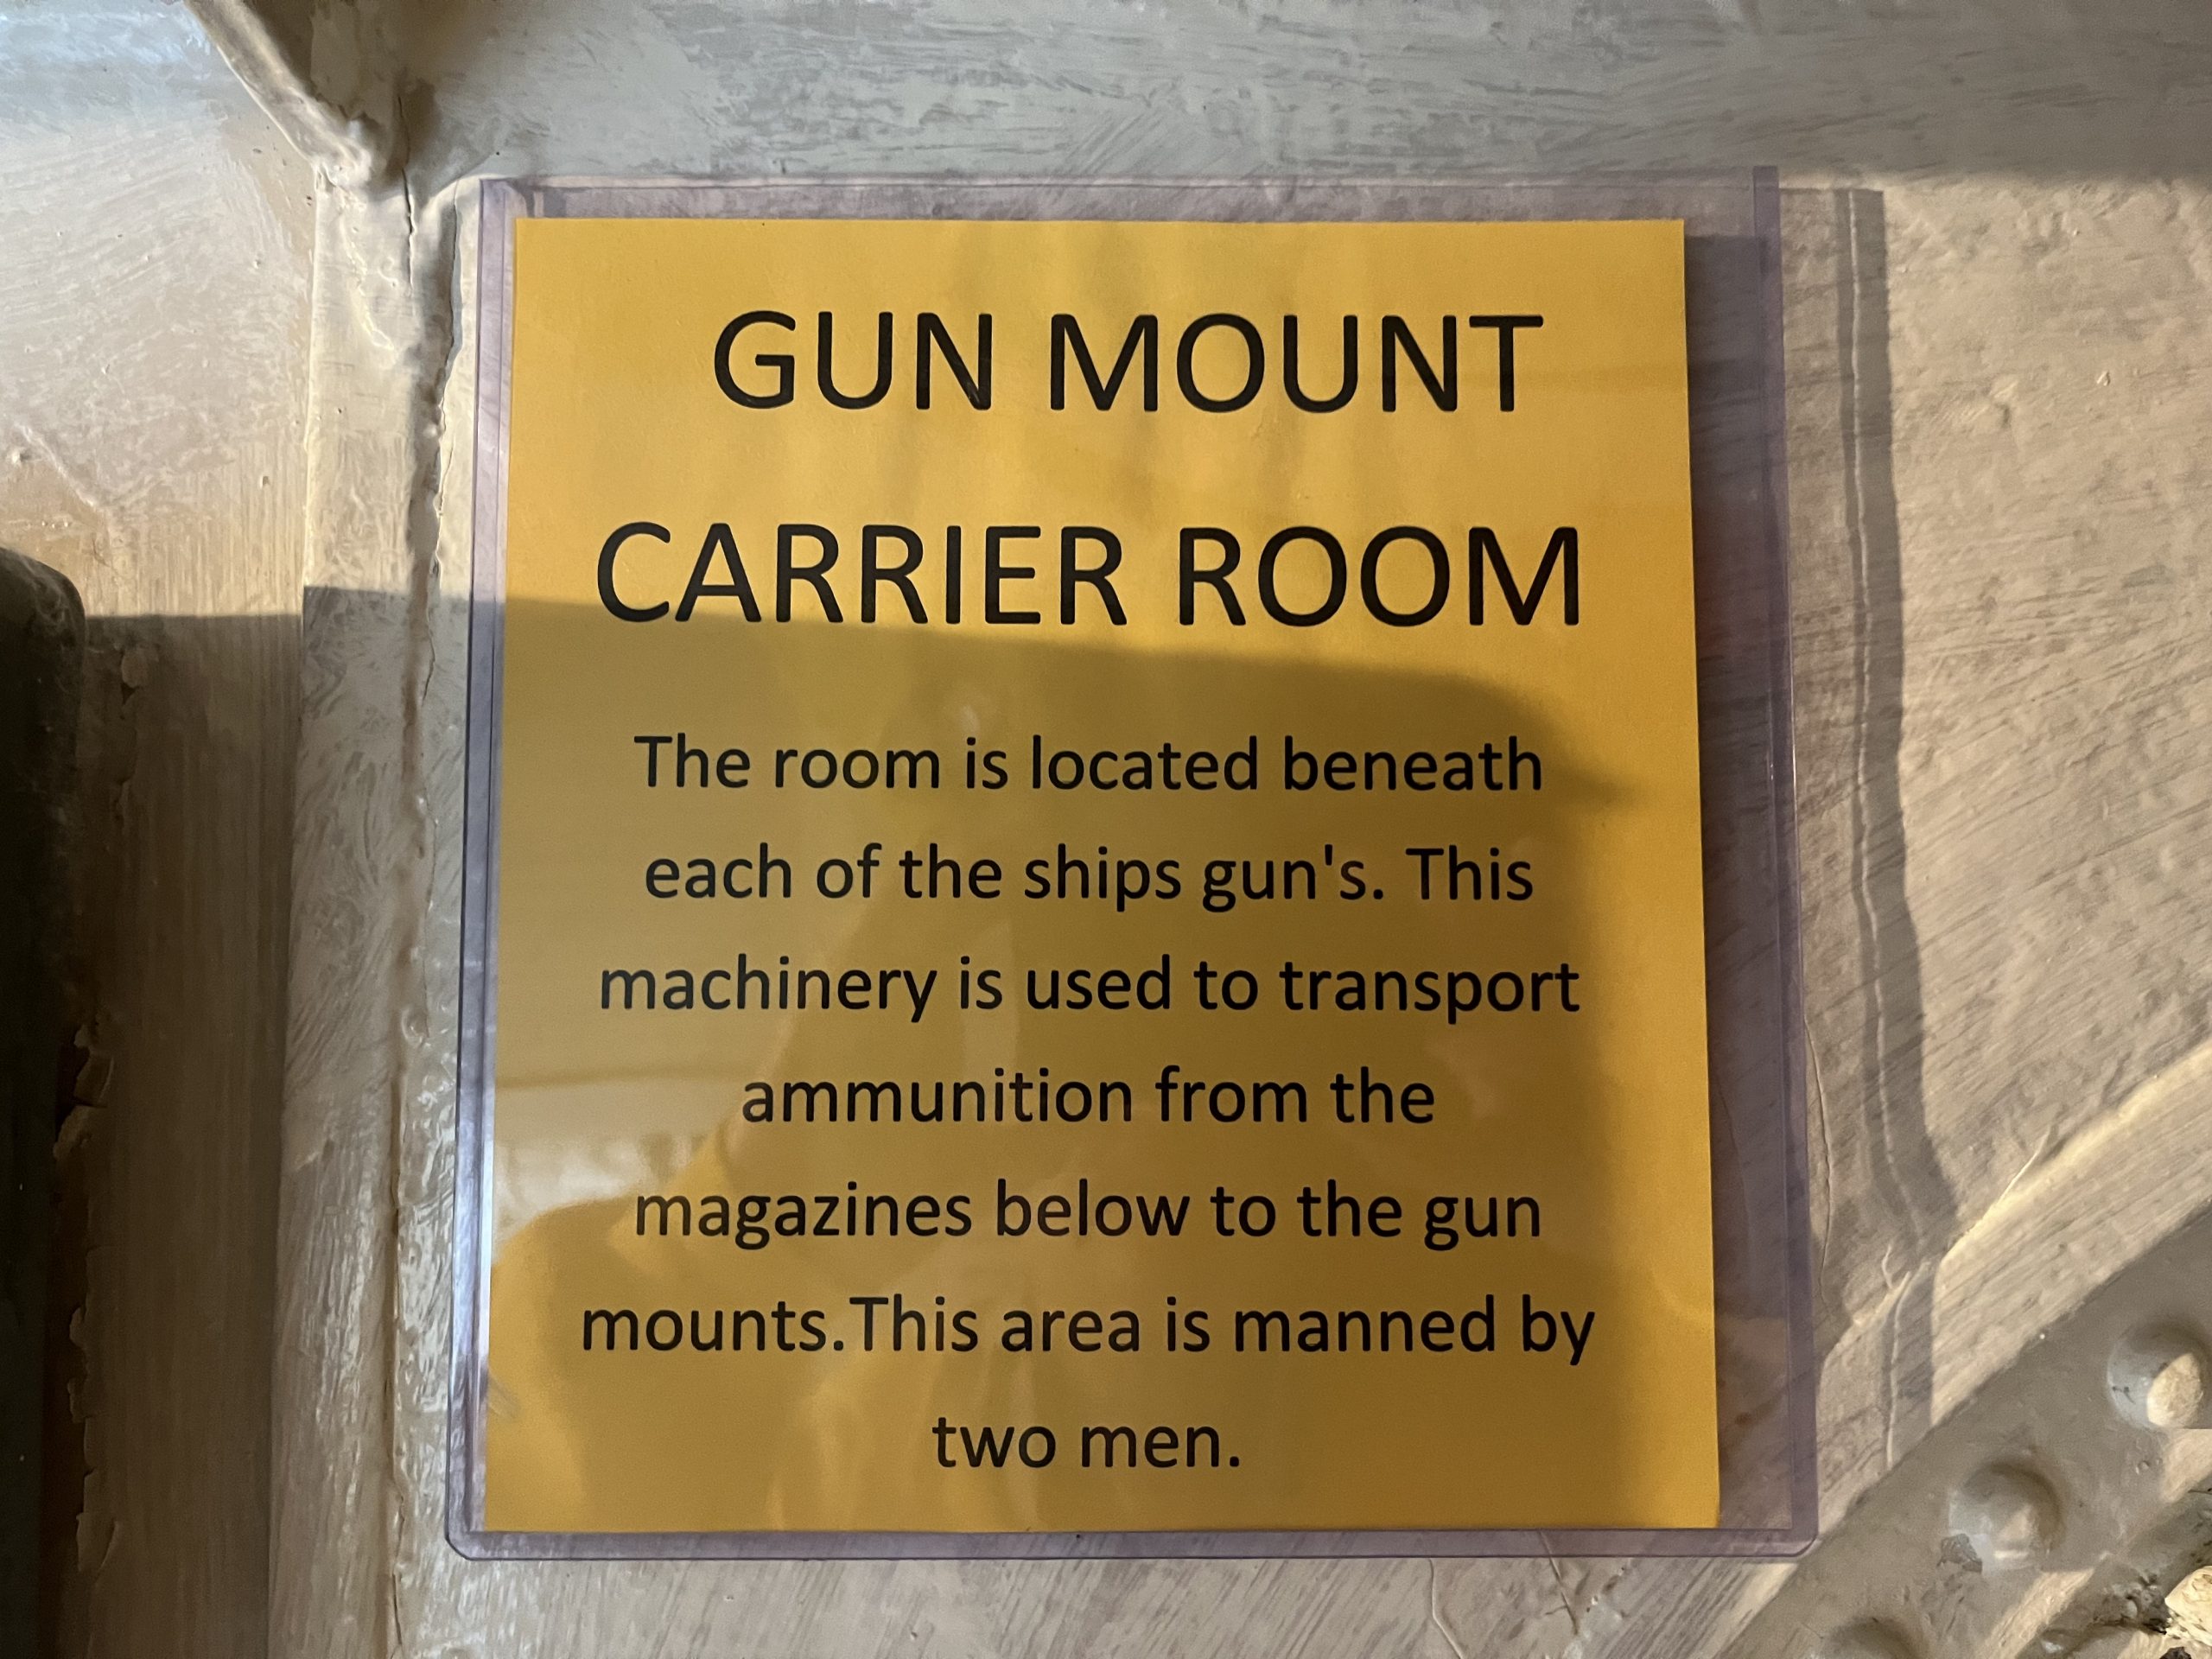 GUN MOUNT
CARRIER ROOM
The room is located beneath
each of the ships gun's. This
machinery is used to transport
ammunition from the
magazines below to the gun
mounts.This area is manned by
two men.